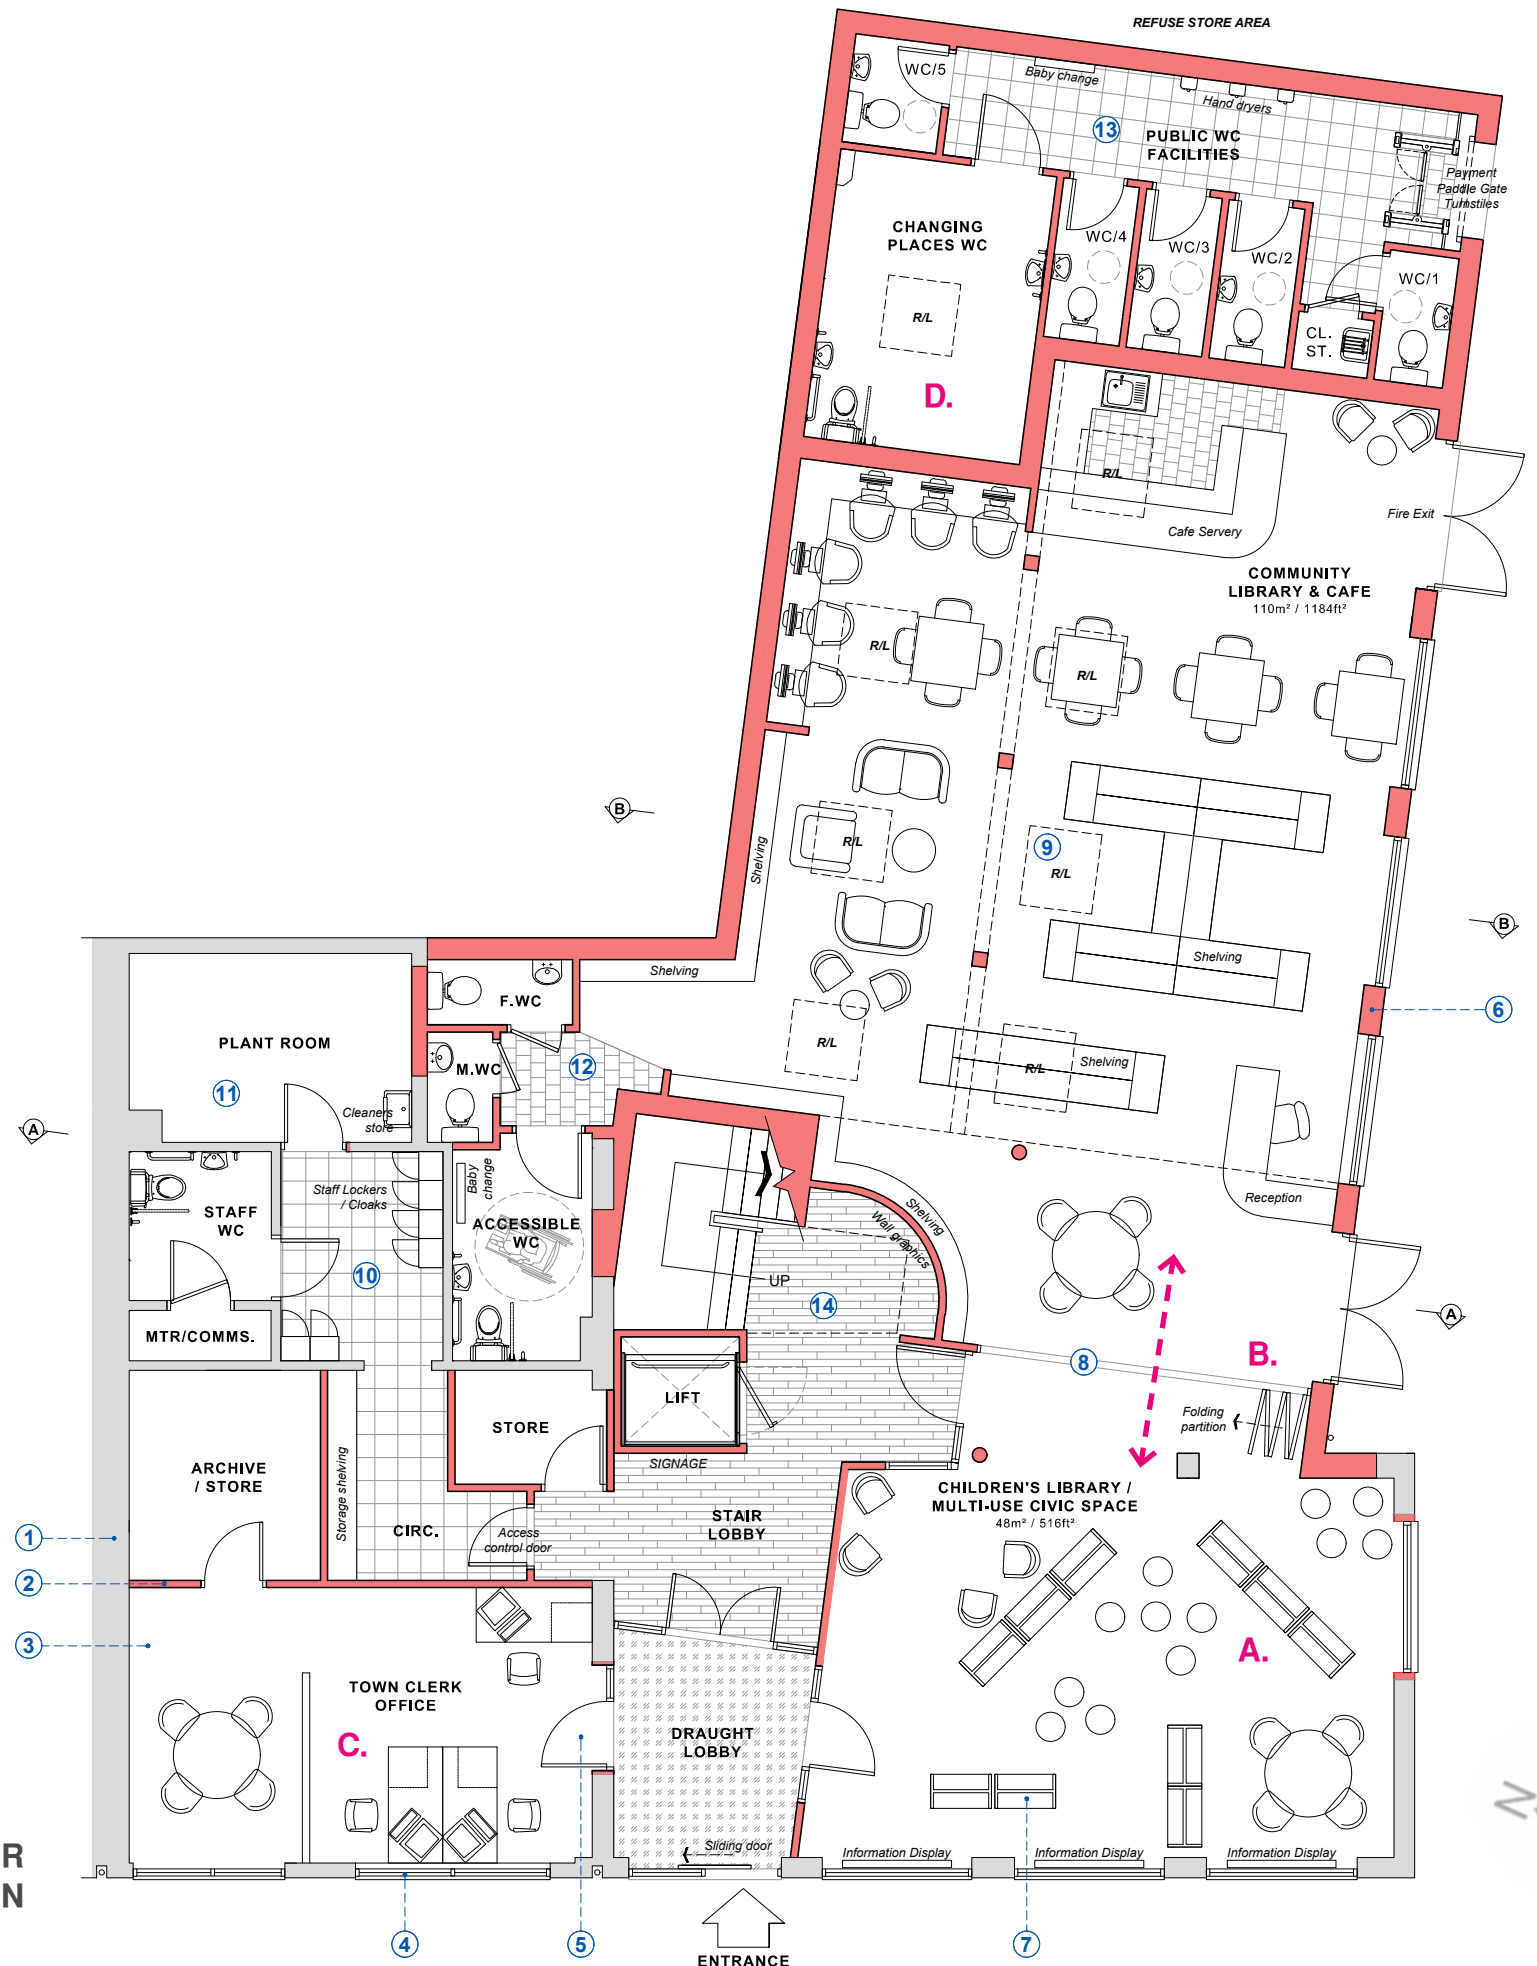 REFUSE STORE AREA
WC/5
Baby change
Hand dryers
13
PUBLIC WC
FACILITIES
Payment
Paddle Gate
Turnstiles
CHANGING
PLACES WC
WC/4
WC/3
WC/2
WC/1
R/L
CL.
ST.
D.
R/L
Cafe Servery
Fire Exit
COMMUNITY
LIBRARY & CAFE
110m² / 1184ft²
R/L
R/L
B
Shelving
R/L
9
R/L
B
Shelving
Shelving
F.WC
6
PLANT ROOM
M.WC
12
R/L
R/L
Shelving
11
Cleaners
store
A
Baby
change
Staff Lockers
/ Cloaks
STAFF
WC
ACCESSIBLE
WC
Shelving
Wall graphics
Reception
10
UP
14
A
MTR/COMMS.
8
B.
LIFT
Folding
partition
STORE
SIGNAGE
ARCHIVE
/ STORE
Storage shelving
CHILDREN'S LIBRARY /
MULTI-USE CIVIC SPACE
48m² / 516ft²
STAIR
LOBBY
CIRC.
Access
control door
1
2
3
A.
TOWN CLERK
OFFICE
C.
DRAUGHT
LOBBY
N
Sliding door
Information Display
Information Display
Information Display
R
N
4
5
7
ENTRANCE